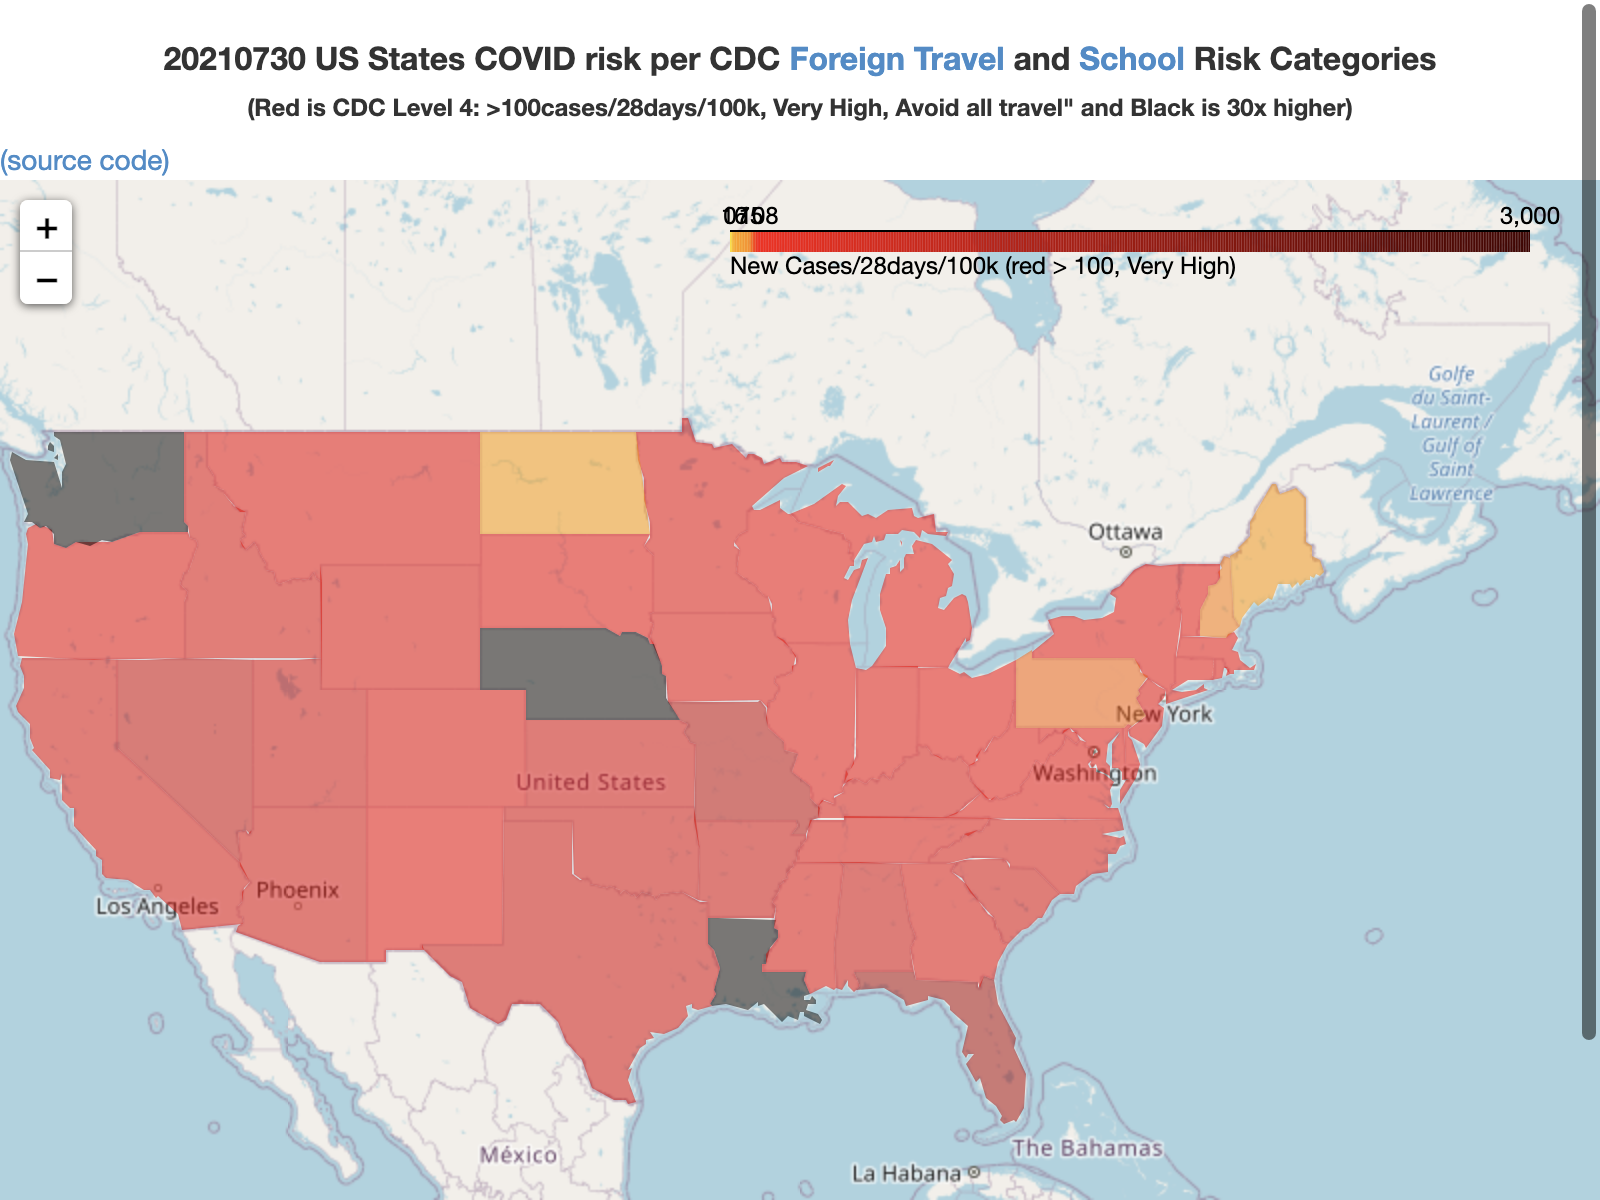 20210730 US States COVID risk per CDC Foreign Travel and School Risk Categories
(Red is CDC Level 4: >100cases/28days/100k, Very High, Avoid all travel" and Black is 30x higher)
(source code)
+
−
3,000
New Cases/28days/100k (red > 100, Very High)
Golfe
du Saint-
Laurent /
Gulf of
Saint
Lawrence
Ottawa
New York
Washington
United States
Phoenix
Los Angeles
México
The Bahamas
La Habana